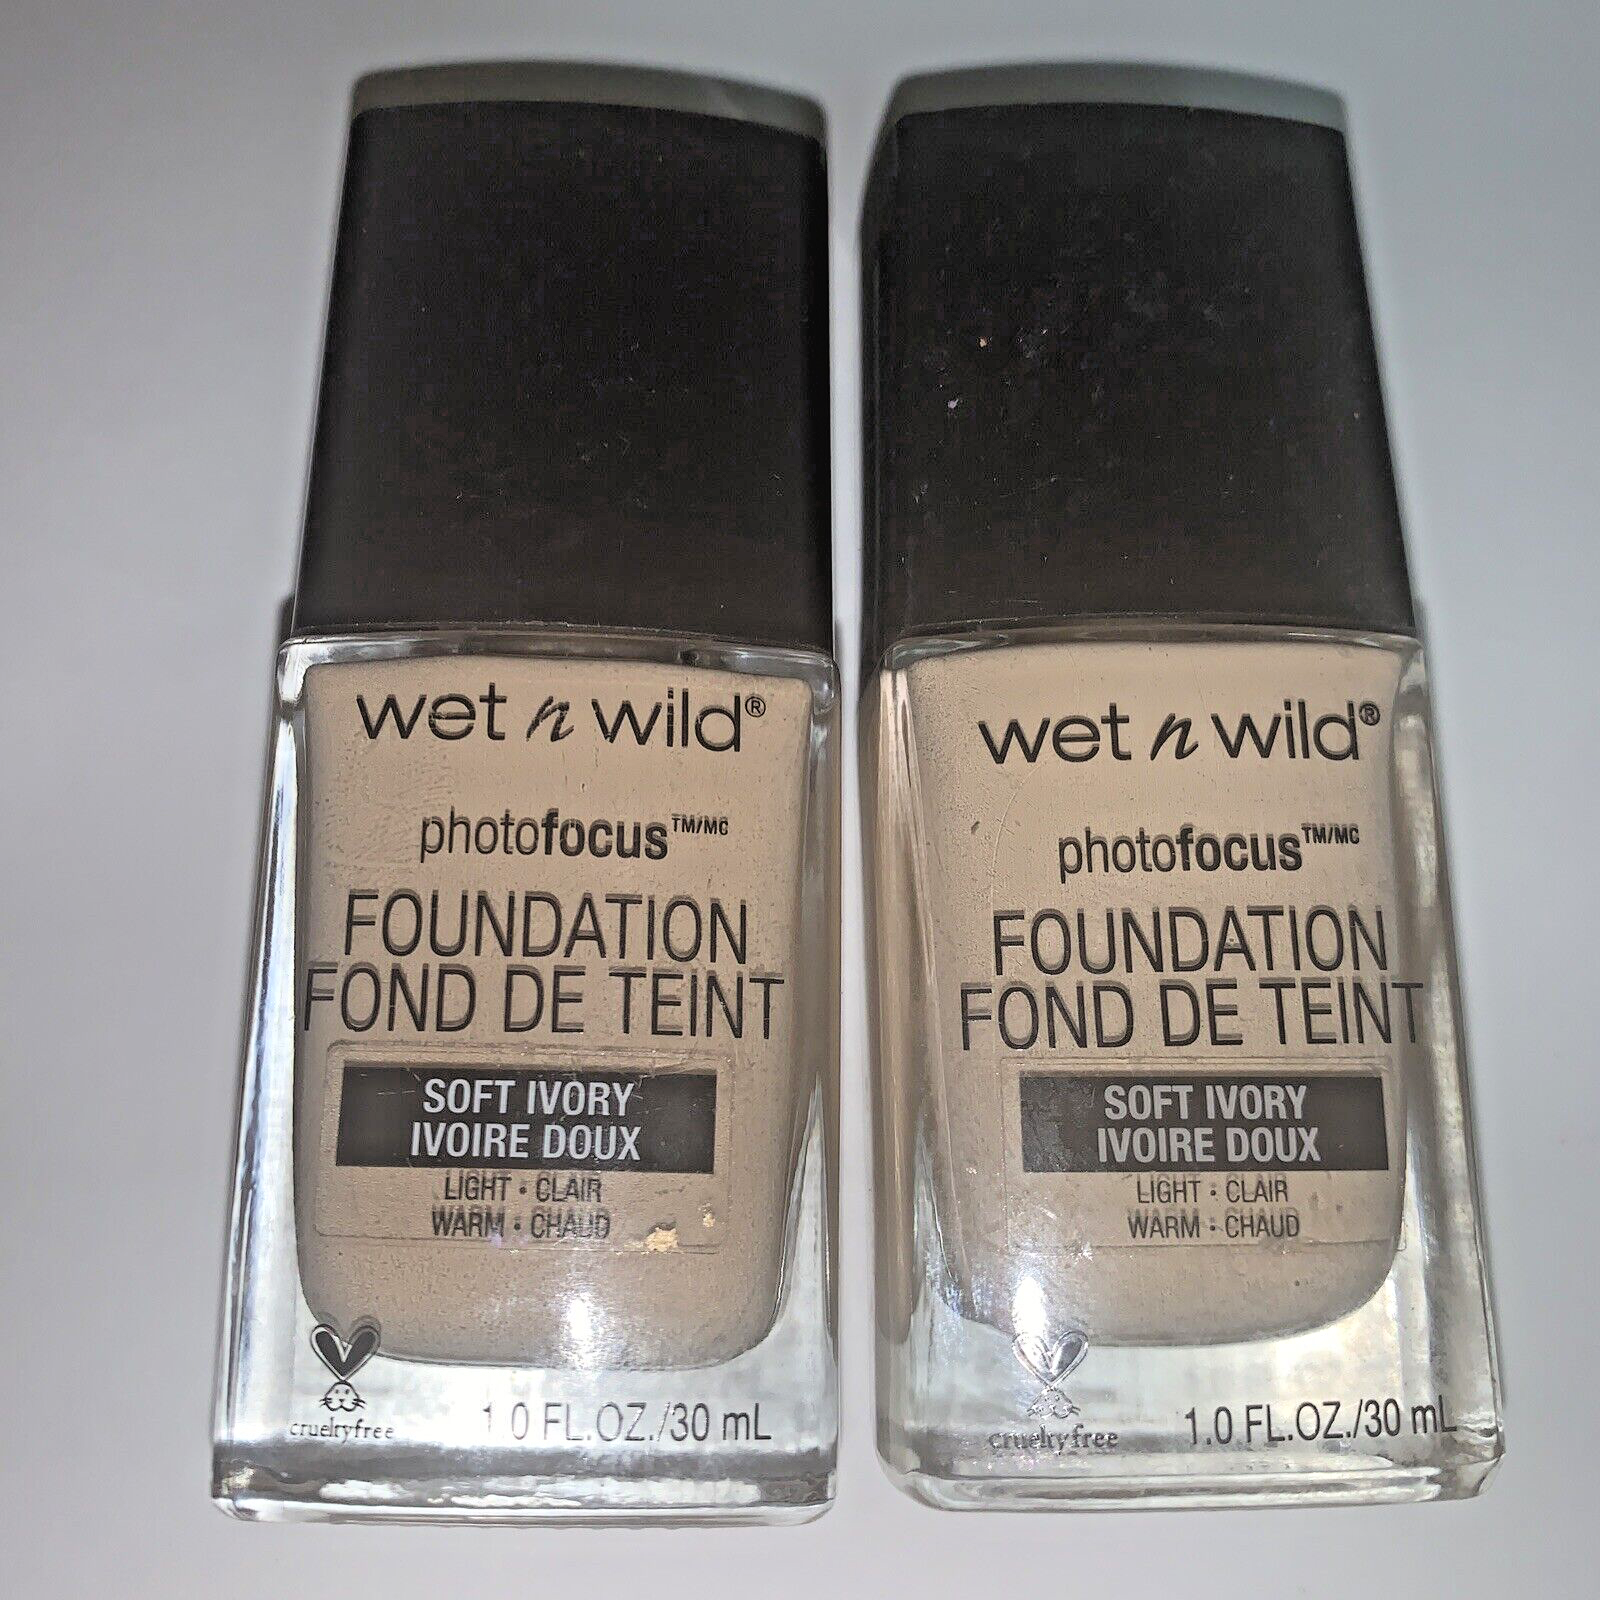 wet n wild®
photofocus™/MC
FOUNDATION
FOND DE TEINT
SOFT IVORY
IVOIRE DOUX
LIGHT • CLAIR
WARM • CHAUD
crueltyfree
1.0 FL.OZ./30 mL
wet n wild®
photofocus™/MC
FOUNDATION
FOND DE TEINT
SOFT IVORY
IVOIRE DOUX
LIGHT • CLAIR
WARM • CHAUD
crueltyfree
1.0 FL.OZ./30 mL